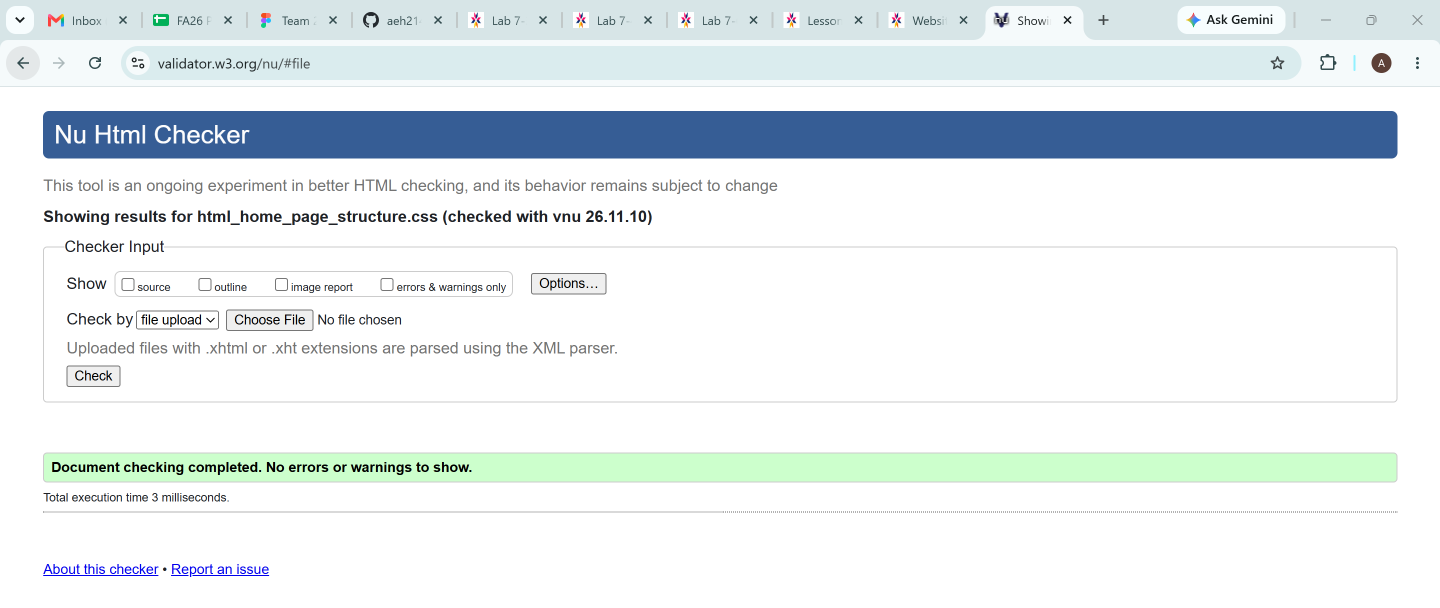 Inbox FA26 F Team 2 aeh21 Lab 7- Lab 7- Lab 7- Lesson Websit Showi Ask Gemini
validator.w3.org/nu/#file A
Nu Html Checker
This tool is an ongoing experiment in better HTML checking, and its behavior remains subject to change
Showing results for html_home_page_structure.css (checked with vnu 26.11.10)
Checker Input
Show source outline image report errors & warnings only Options…
Check by file upload Choose File No file chosen
Uploaded files with .xhtml or .xht extensions are parsed using the XML parser.
Check
Document checking completed. No errors or warnings to show.
Total execution time 3 milliseconds.
About this checker • Report an issue